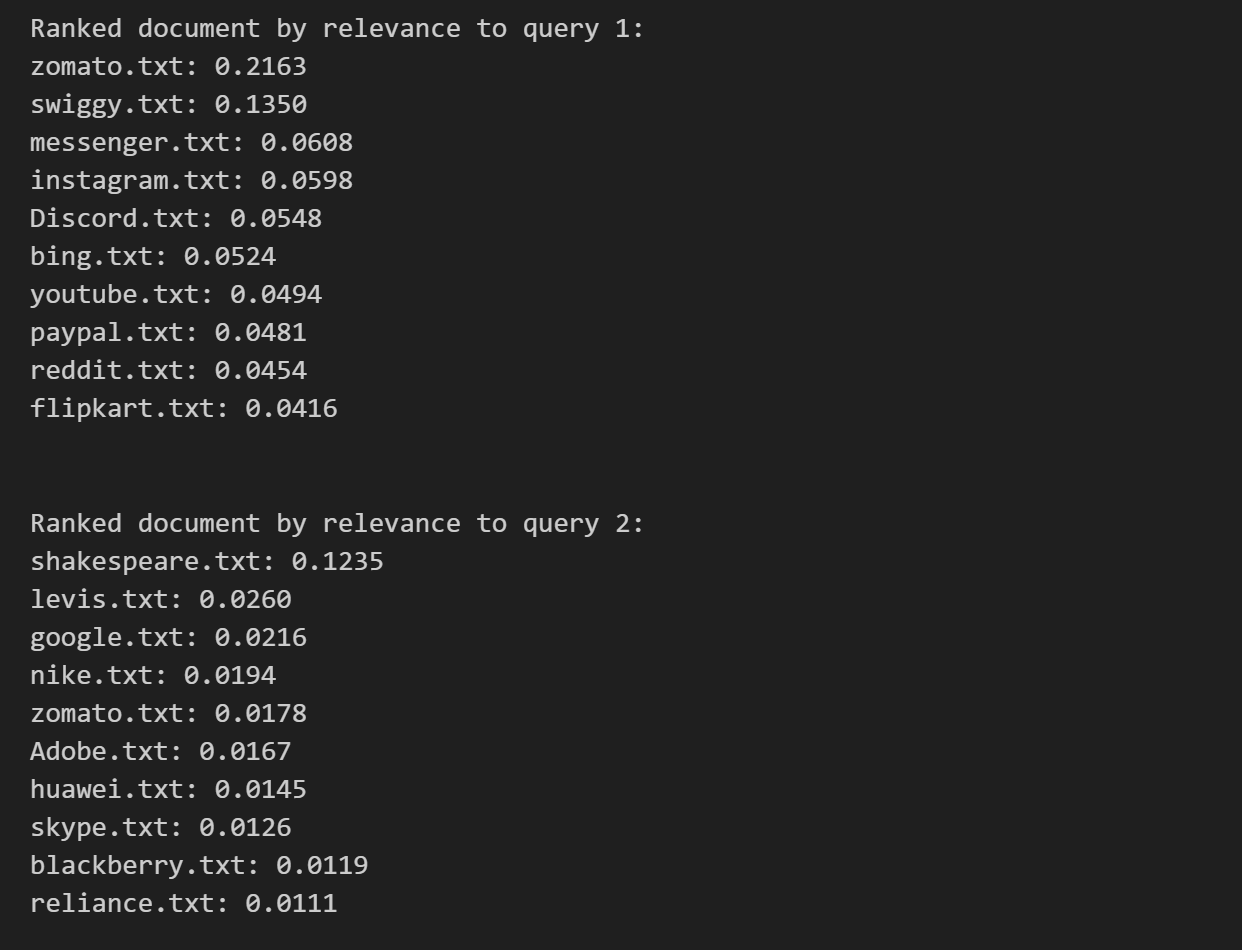 Ranked document by relevance to query 1:
zomato.txt: 0.2163
swiggy.txt: 0.1350
messenger.txt: 0.0608
instagram.txt: 0.0598
Discord.txt: 0.0548
bing.txt: 0.0524
youtube.txt: 0.0494
paypal.txt: 0.0481
reddit.txt: 0.0454
flipkart.txt: 0.0416
Ranked document by relevance to query 2:
shakespeare.txt: 0.1235
levis.txt: 0.0260
google.txt: 0.0216
nike.txt: 0.0194
zomato.txt: 0.0178
Adobe.txt: 0.0167
huawei.txt: 0.0145
skype.txt: 0.0126
blackberry.txt: 0.0119
reliance.txt: 0.0111